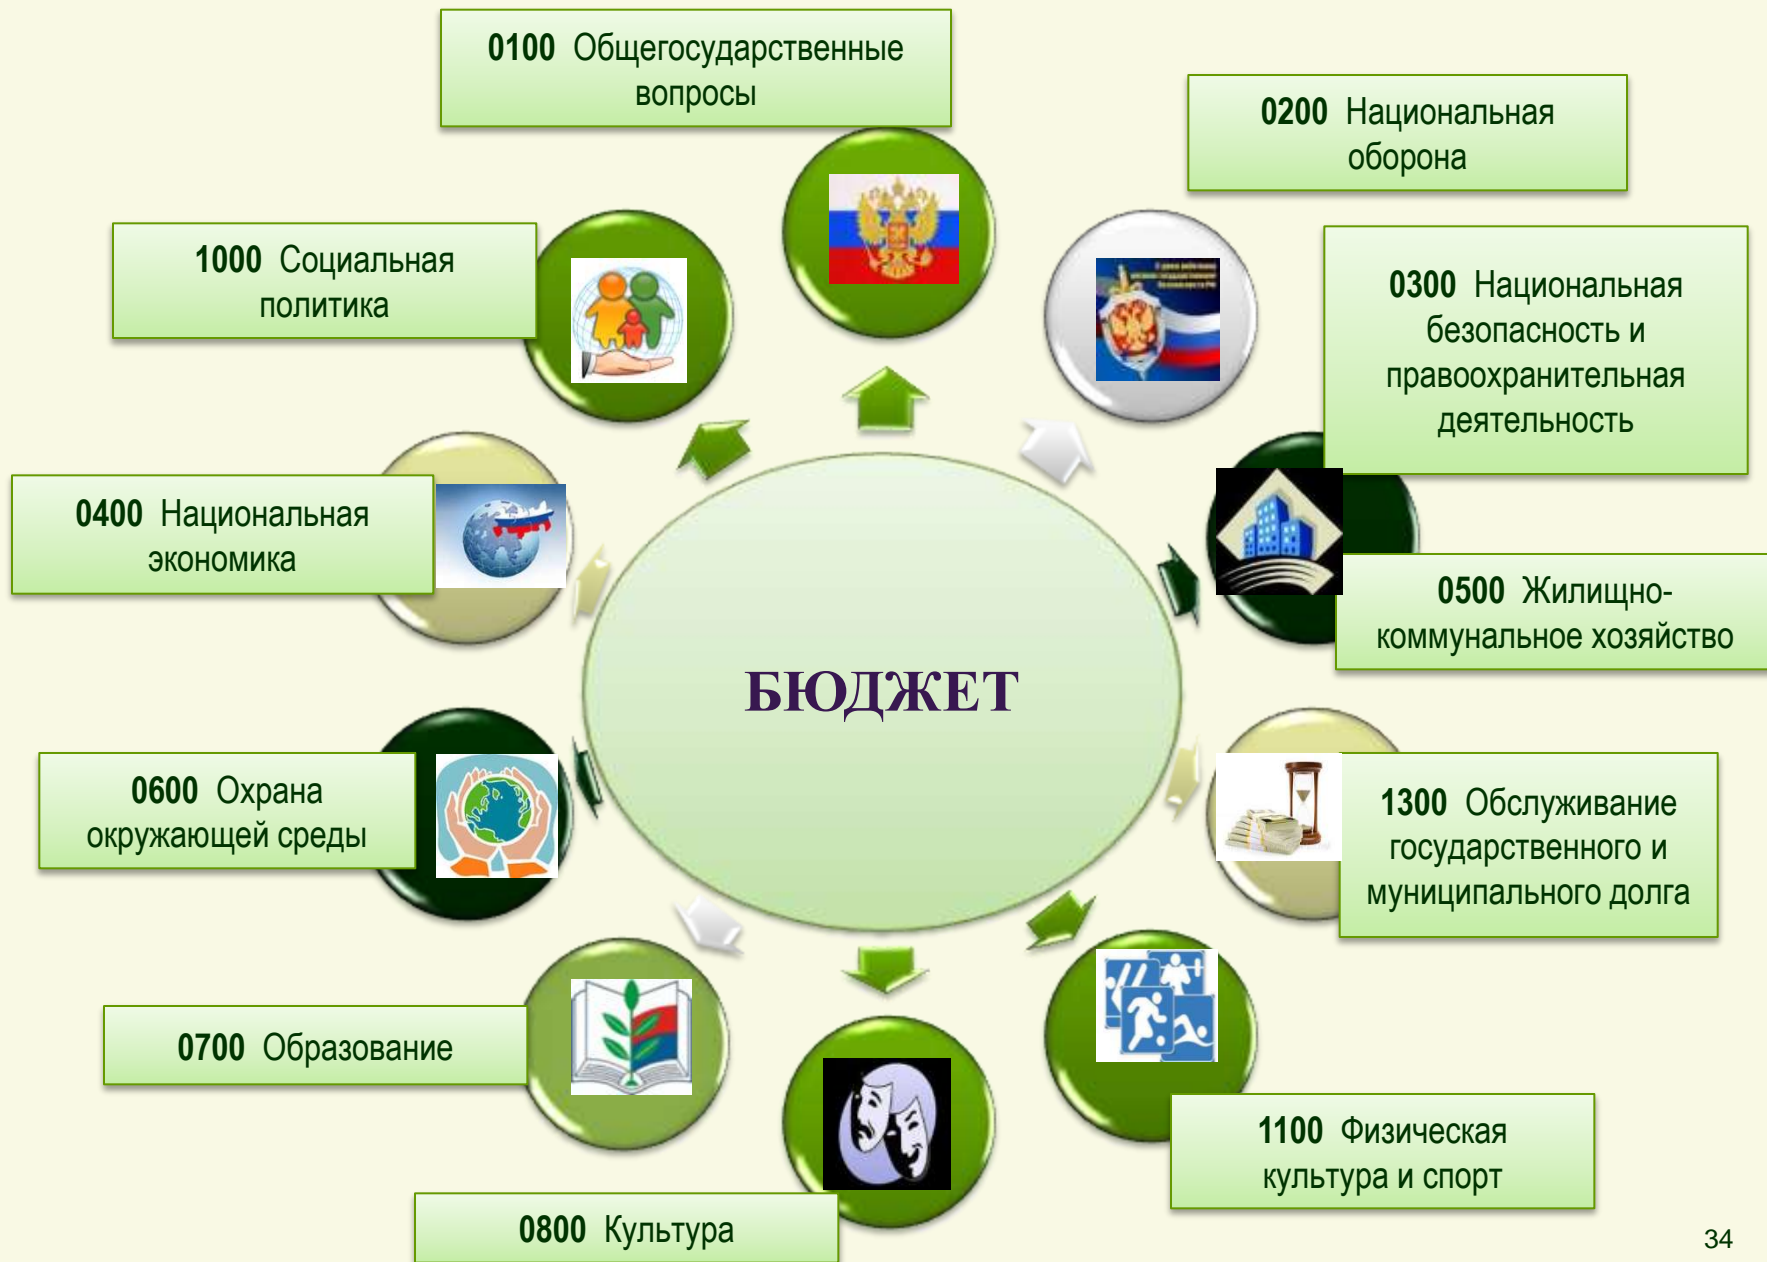 0100 Общегосударственные
вопросы
0200 Национальная
оборона
1000 Социальная
политика
0300 Национальная
безопасность и
правоохранительная
деятельность
0400 Национальная
экономика
0500 Жилищно-
коммунальное хозяйство
БЮДЖЕТ
0600 Охрана
окружающей среды
1300 Обслуживание
государственного и
муниципального долга
0700 Образование
1100 Физическая
культура и спорт
0800 Культура
34